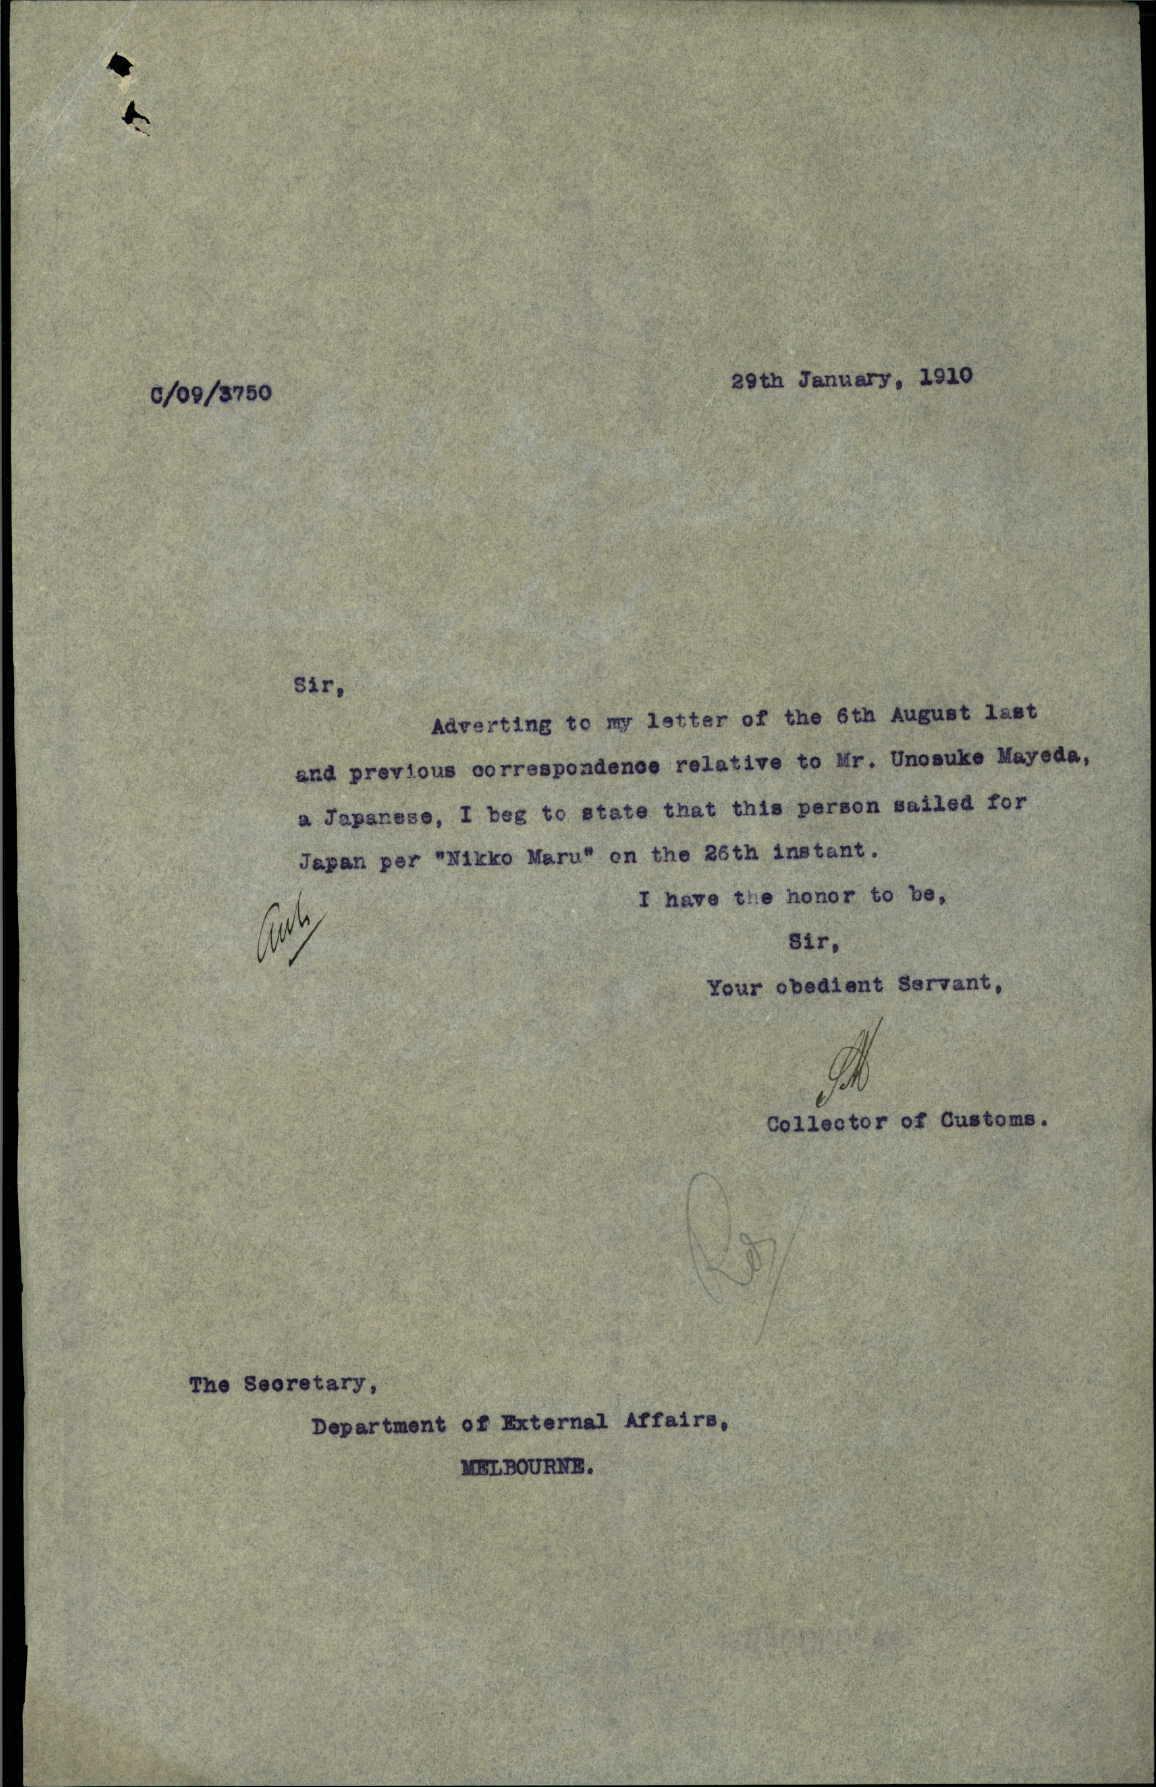 C/09/3750
29th January, 1910
Sir,
Adverting to my letter of the 6th August last
and previous correspondence relative to Mr. Unosuke Mayeda,
a Japanese, I beg to state that this person sailed for
Japan per "Nikko Maru" on the 26th instant.
I have the honor to be,
Sir,
Your obedient Servant,
Collector of Customs.
The Secretary,
Department of External Affairs,
MELBOURNE.